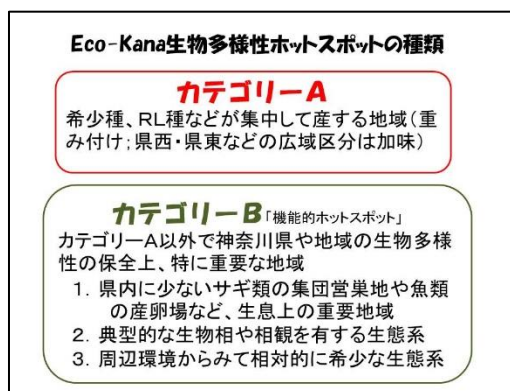 Eco-Kana生物多様性ホットスポットの種類
カテゴリーA
希少種、RL種などが集中して産する地域(重
み付け;県西・県東などの広域区分は加味)
カテゴリーB「機能的ホットスポット」
カテゴリーA以外で神奈川県や地域の生物多様
性の保全上、特に重要な地域
1. 県内に少ないサギ類の集団営巣地や魚類
の産卵場など、生息上の重要地域
2. 典型的な生物相や相観を有する生態系
3. 周辺環境からみて相対的に希少な生態系